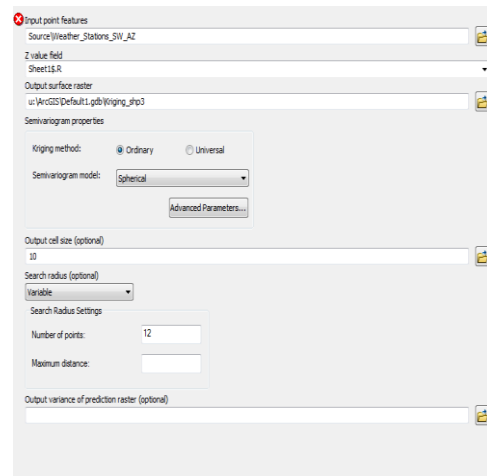 Input point features
Source\Weather_Stations_SW_AZ
Z value field
Sheet1$.R
Output surface raster
u:\ArcGIS\Default1.gdb\Kriging_shp3
Semivariogram properties
Kriging method: Ordinary Universal
Semivariogram model: Spherical
Advanced Parameters...
Output cell size (optional)
10
Search radius (optional)
Variable
Search Radius Settings
Number of points: 12
Maximum distance:
Output variance of prediction raster (optional)